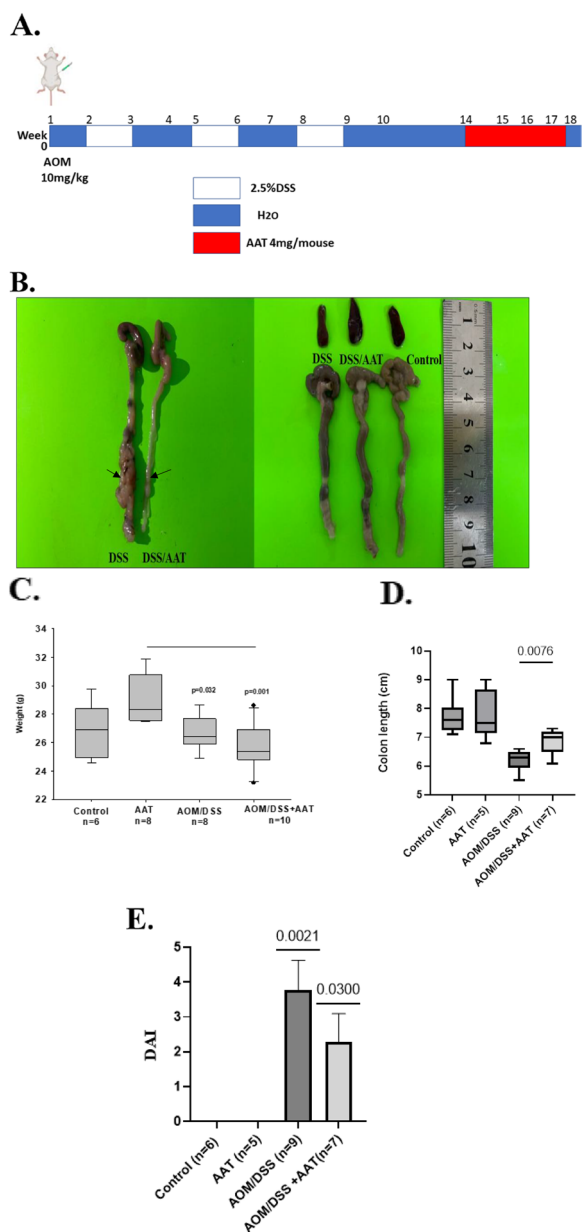 A.
1 2 3 4 5 6 7 8 9 10 14 15 16 17 18
Week
0
AOM
10mg/kg
2.5%DSS
H2O
AAT 4mg/mouse
B.
DSS DSS/AAT
DSS DSS/AAT Control
1
2
3
4
5
6
7
8
9
10
C.
34
32
30
28
26
24
22
Weight (g)
p=0.032
p=0.001
Control AAT AOM/DSS AOM/DSS+AAT
n=6 n=8 n=8 n=10
D.
0.0076
10
9
8
7
6
5
Colon length (cm)
Control (n=6)
AAT (n=5)
AOM/DSS (n=9)
AOM/DSS+AAT (n=7)
E.
0.0021
0.0300
5
4
3
2
1
0
DAI
Control (n=6)
AAT (n=5)
AOM/DSS (n=9)
AOM/DSS +AAT(n=7)